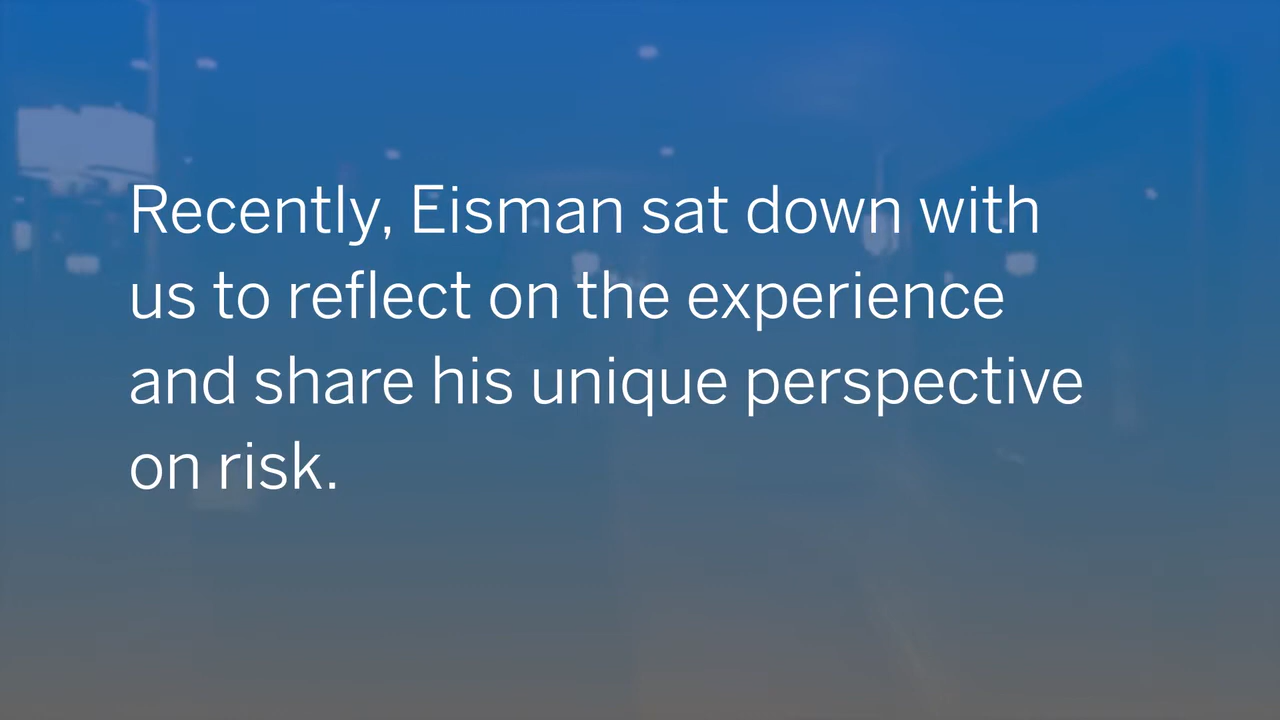 Recently, Eisman sat down with
us to reflect on the experience
and share his unique perspective
on risk.